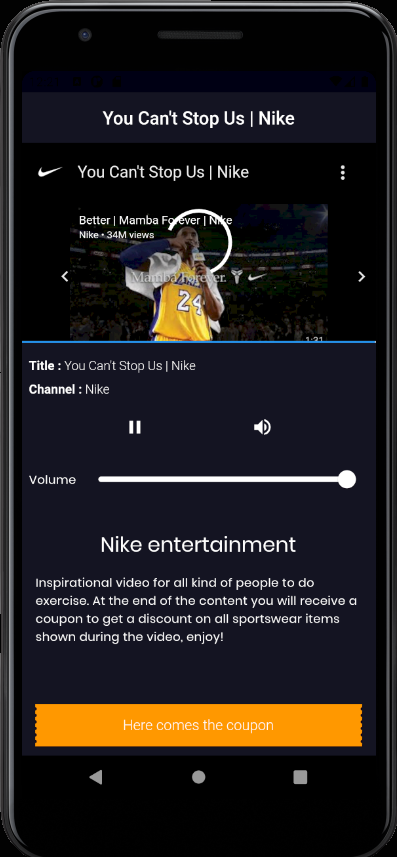 You Can't Stop Us | Nike
You Can't Stop Us | Nike
Better | Mamba Forever | Nike
Nike • 34M views
Mamba Forever.
24
1:31
Title : You Can't Stop Us | Nike
Channel : Nike
Volume
Nike entertainment
Inspirational video for all kind of people to do
exercise. At the end of the content you will receive a
coupon to get a discount on all sportswear items
shown during the video, enjoy!
Here comes the coupon